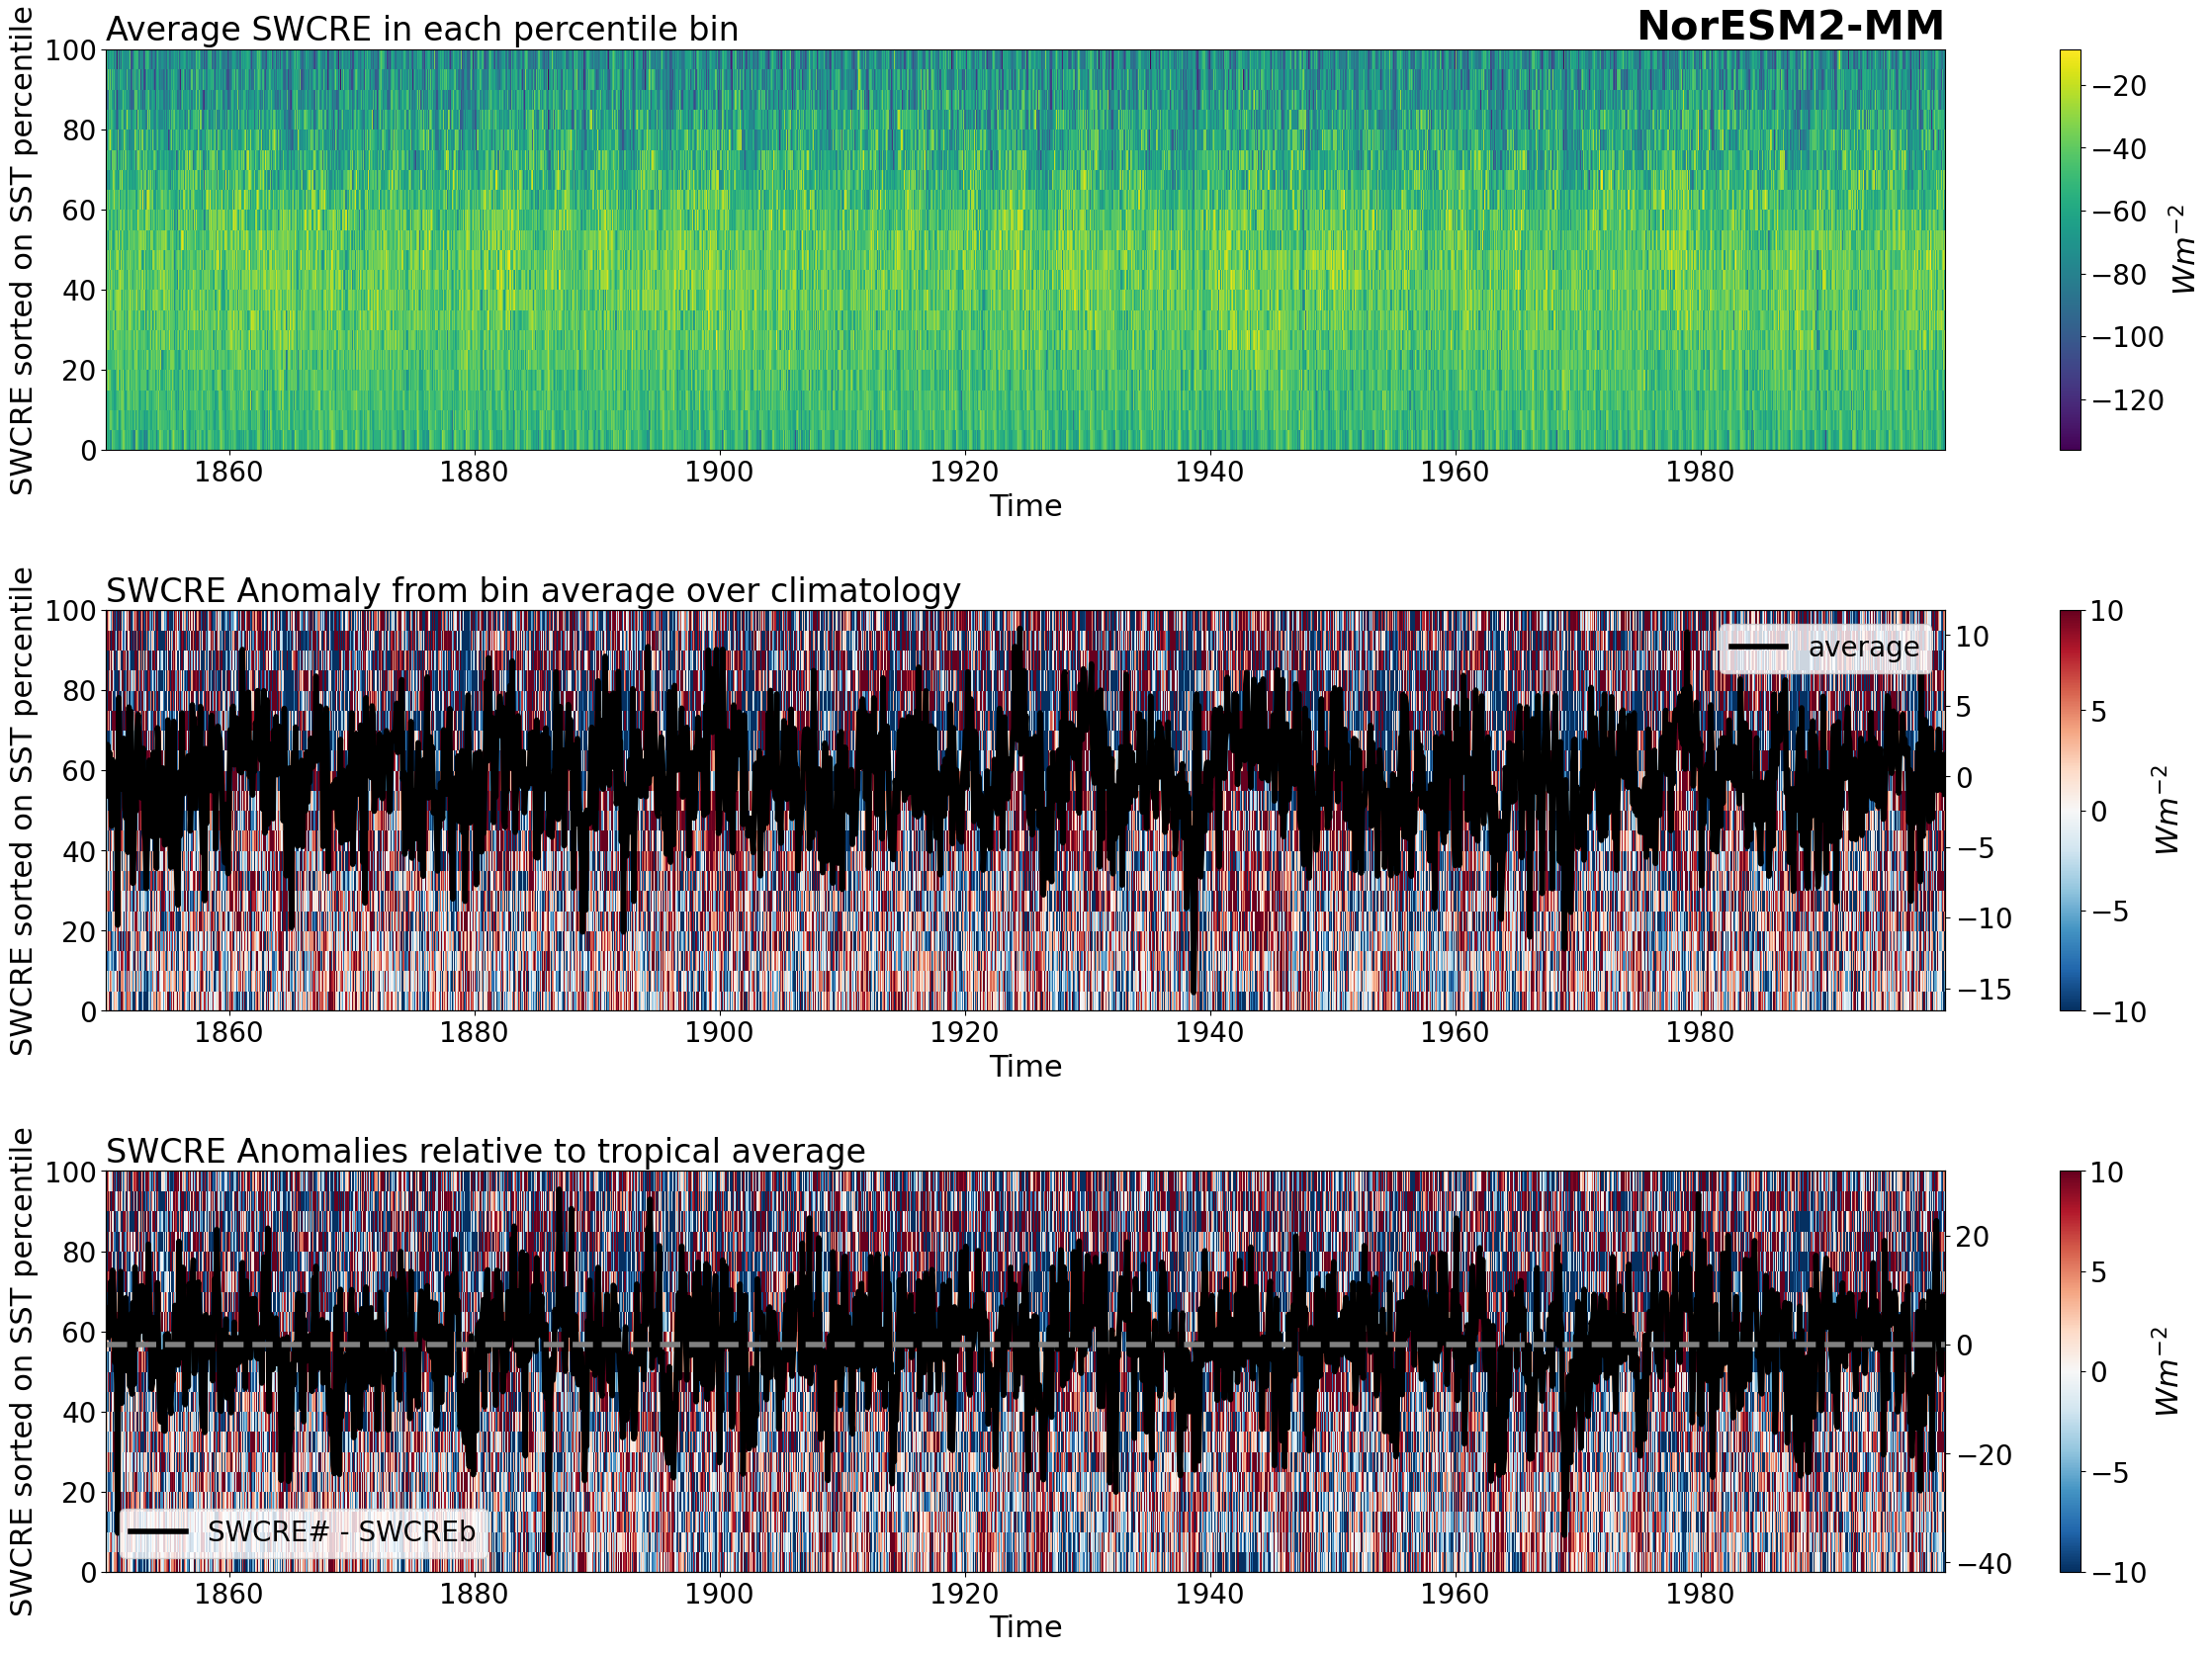 Average SWCRE in each percentile bin
NorESM2-MM
SWCRE sorted on SST percentile
100
80
60
40
20
0
1860 1880 1900 1920 1940 1960 1980
Time
−20
−40
−60
−80
−100
−120
Wm⁻²
SWCRE Anomaly from bin average over climatology
SWCRE sorted on SST percentile
100
80
60
40
20
0
average
10
5
0
−5
−10
−15
1860 1880 1900 1920 1940 1960 1980
Time
10
5
0
−5
−10
Wm⁻²
SWCRE Anomalies relative to tropical average
SWCRE sorted on SST percentile
100
80
60
40
20
0
SWCRE# - SWCREb
20
0
−20
−40
1860 1880 1900 1920 1940 1960 1980
Time
10
5
0
−5
−10
Wm⁻²